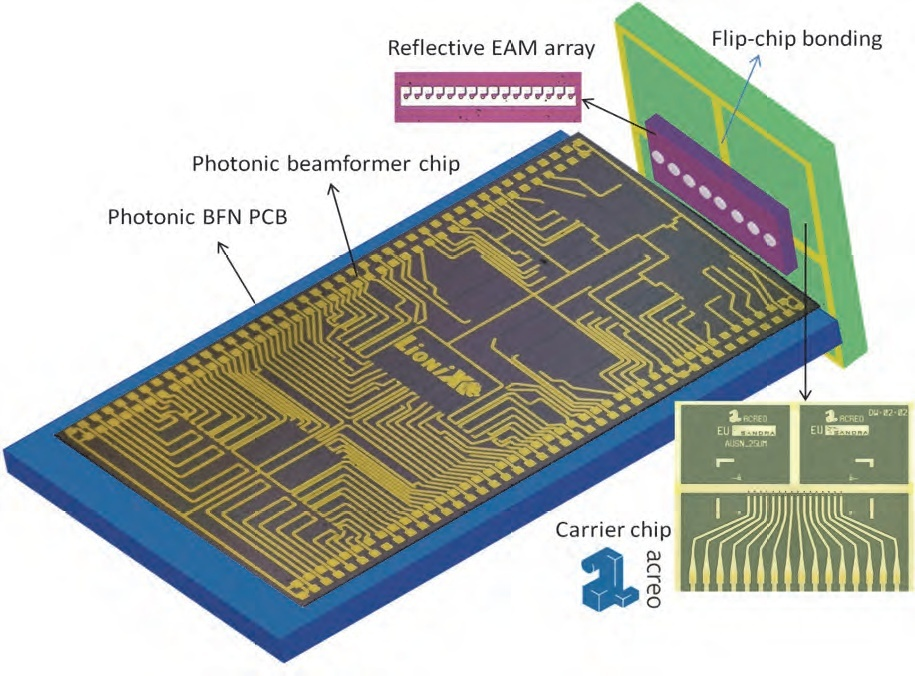 Flip-chip bonding
Reflective EAM array
Photonic beamformer chip
Photonic BFN PCB
LioniX
ACREO
EU SANDRA
AUSN_25UM
ACREO
DW-02-02
EU SANDRA
Carrier chip
acreo